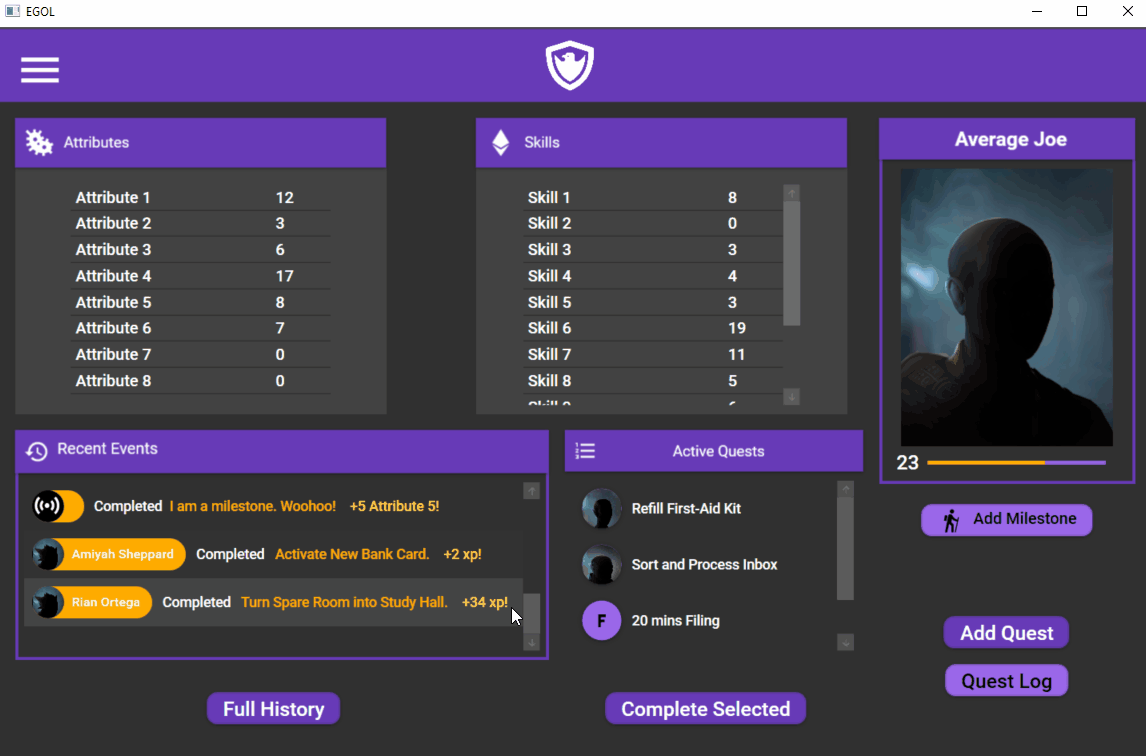 EGOL
Attributes
Attribute 1 12
Attribute 2 3
Attribute 3 6
Attribute 4 17
Attribute 5 8
Attribute 6 7
Attribute 7 0
Attribute 8 0
Skills
Skill 1 8
Skill 2 0
Skill 3 3
Skill 4 4
Skill 5 3
Skill 6 19
Skill 7 11
Skill 8 5
Average Joe
23
Add Milestone
Recent Events
Completed I am a milestone. Woohoo! +5 Attribute 5!
Amiyah Sheppard Completed Activate New Bank Card. +2 xp!
Rian Ortega Completed Turn Spare Room into Study Hall. +34 xp!
Full History
Active Quests
Refill First-Aid Kit
Sort and Process Inbox
F 20 mins Filing
Complete Selected
Add Quest
Quest Log